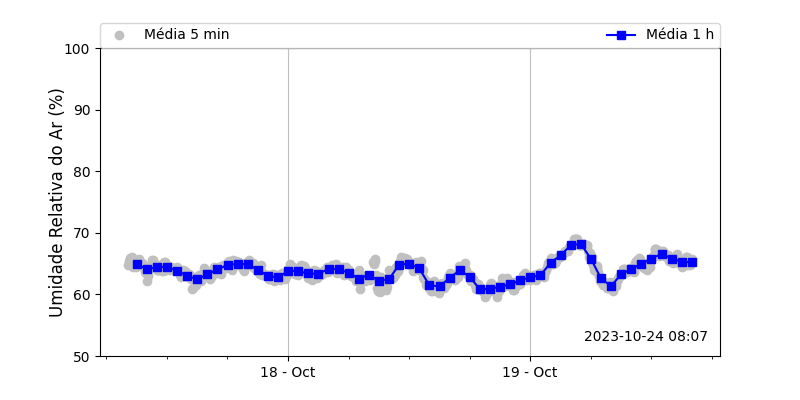 Média 5 min
Média 1 h
Umidade Relativa do Ar (%)
100
90
80
70
60
50
2023-10-24 08:07
18 - Oct
19 - Oct